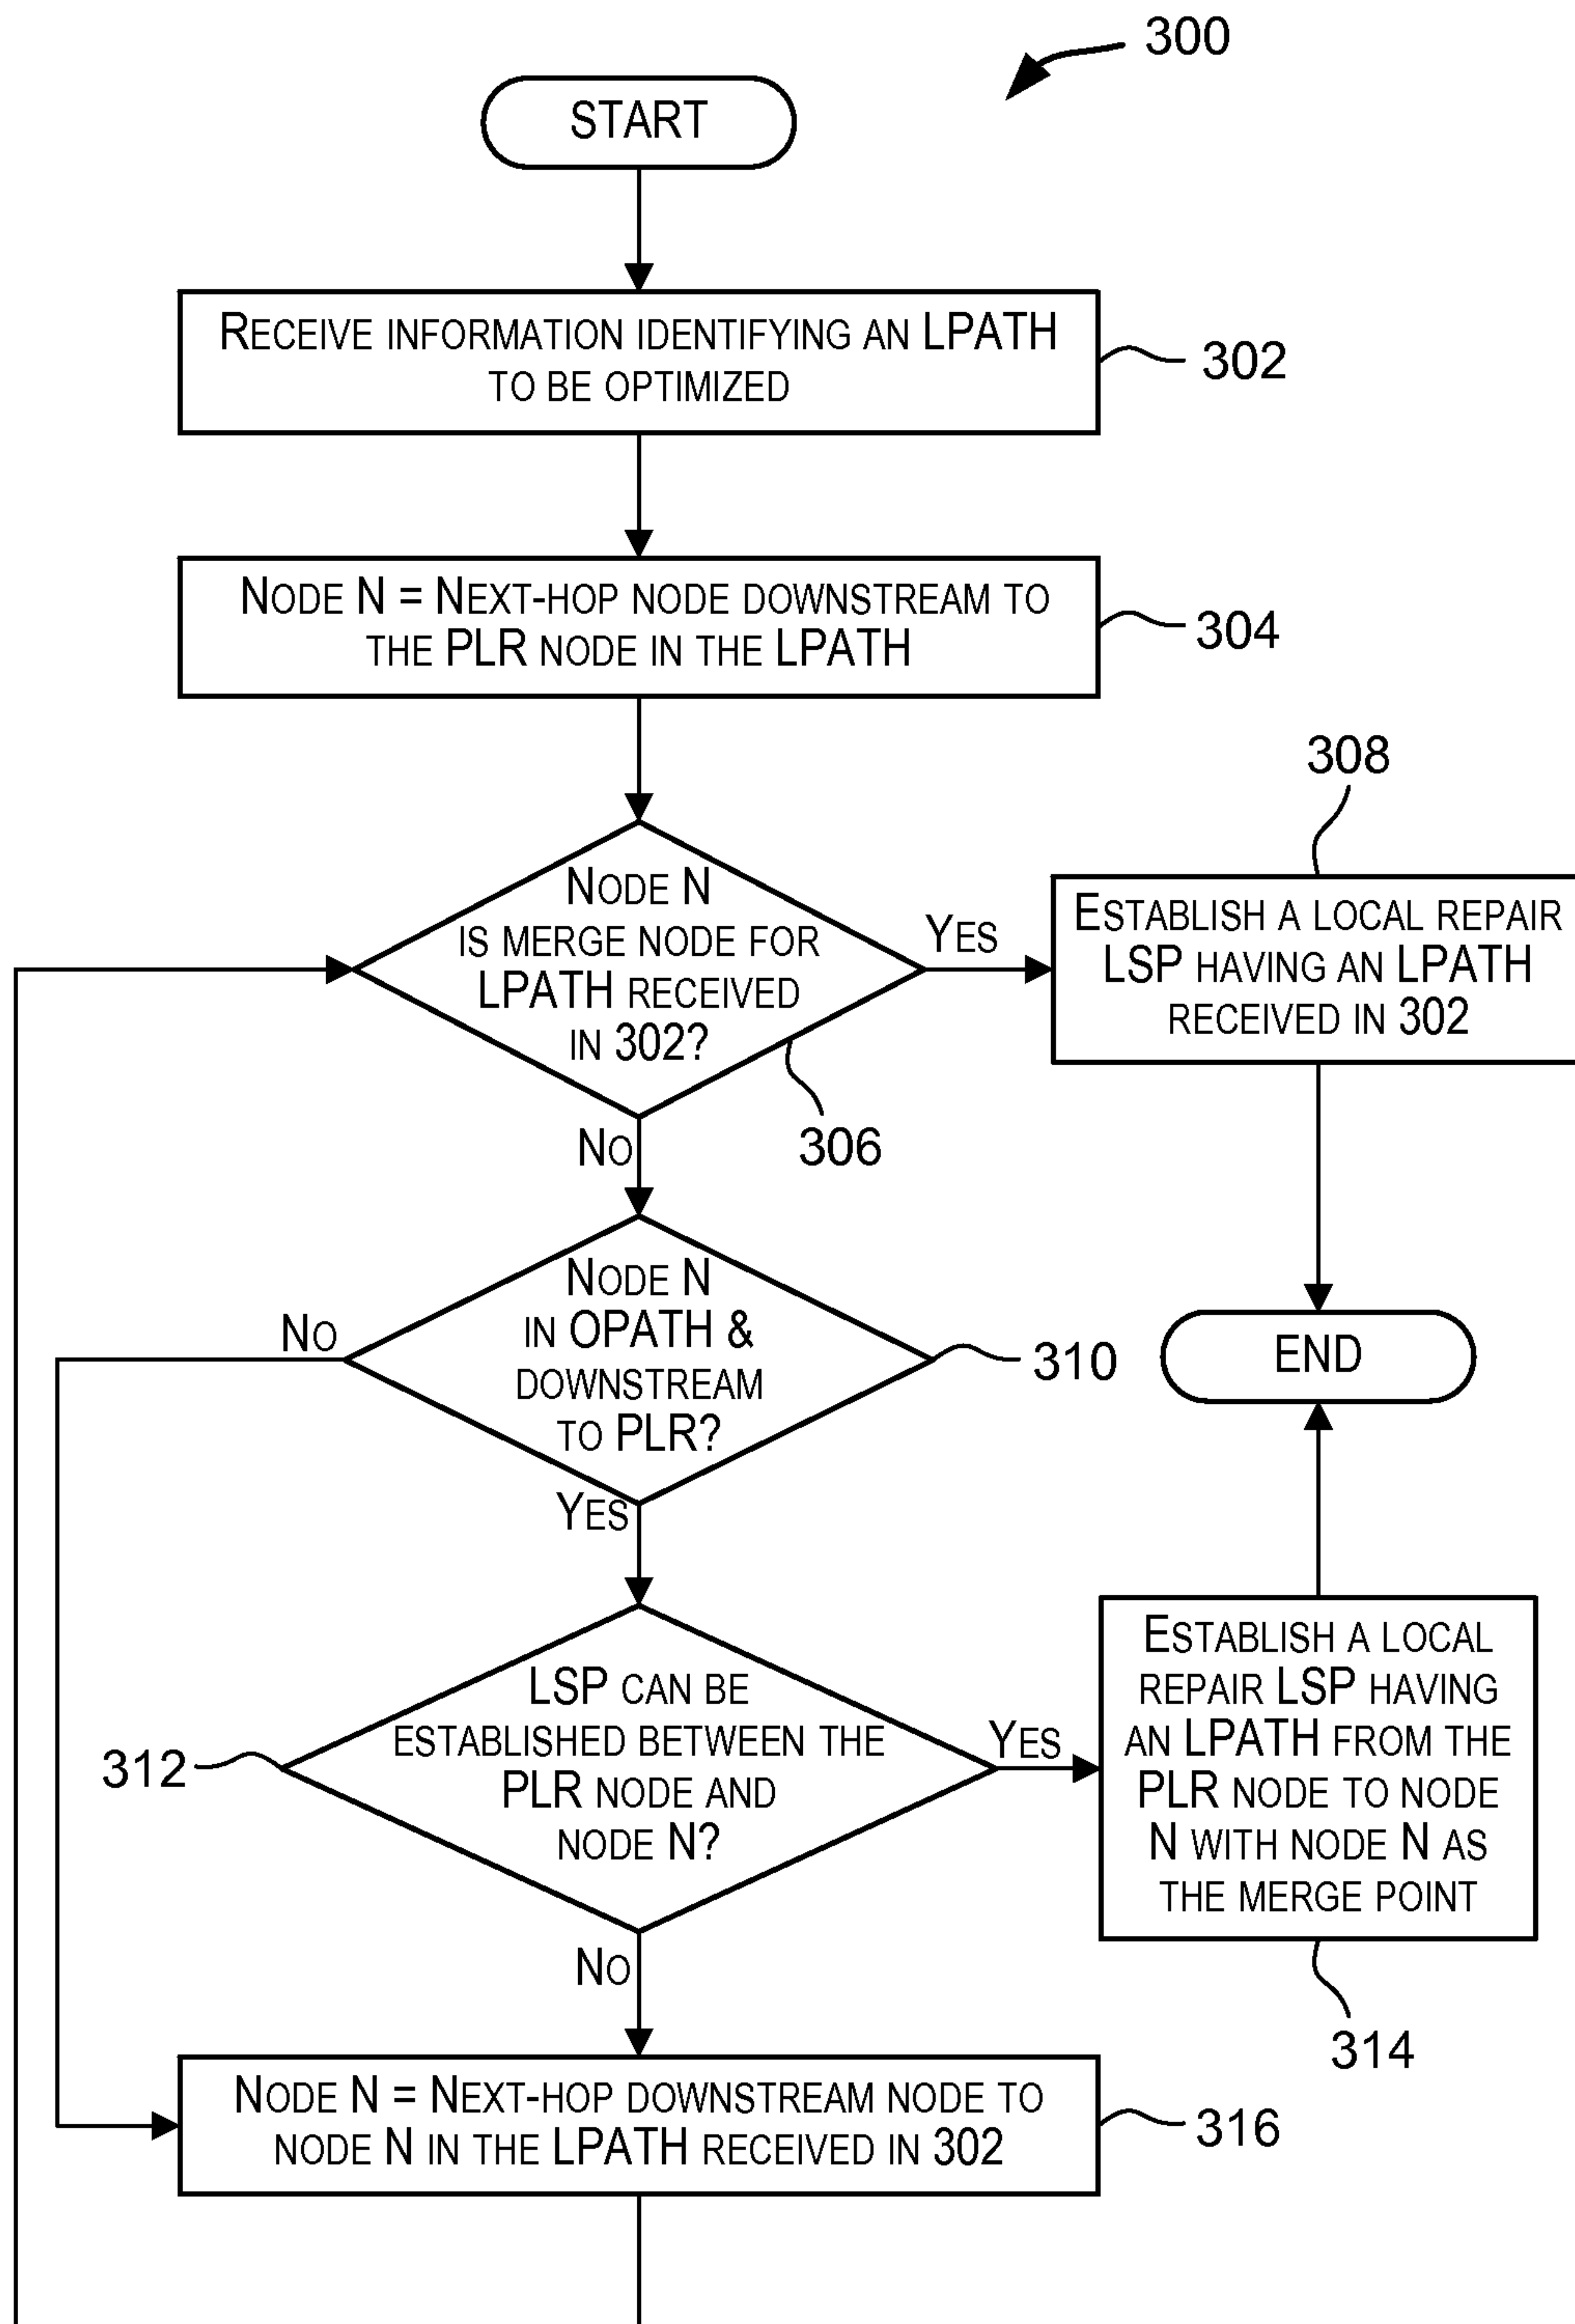 300
START
RECEIVE INFORMATION IDENTIFYING AN LPATH
TO BE OPTIMIZED
302
NODE N = NEXT-HOP NODE DOWNSTREAM TO
THE PLR NODE IN THE LPATH
304
308
NODE N
IS MERGE NODE FOR
LPATH RECEIVED
IN 302?
YES
ESTABLISH A LOCAL REPAIR
LSP HAVING AN LPATH
RECEIVED IN 302
306
NO
NODE N
IN OPATH &
DOWNSTREAM
TO PLR?
NO
310
END
YES
LSP CAN BE
ESTABLISHED BETWEEN THE
PLR NODE AND
NODE N?
312
YES
ESTABLISH A LOCAL
REPAIR LSP HAVING
AN LPATH FROM THE
PLR NODE TO NODE
N WITH NODE N AS
THE MERGE POINT
NO
314
NODE N = NEXT-HOP DOWNSTREAM NODE TO
NODE N IN THE LPATH RECEIVED IN 302
316